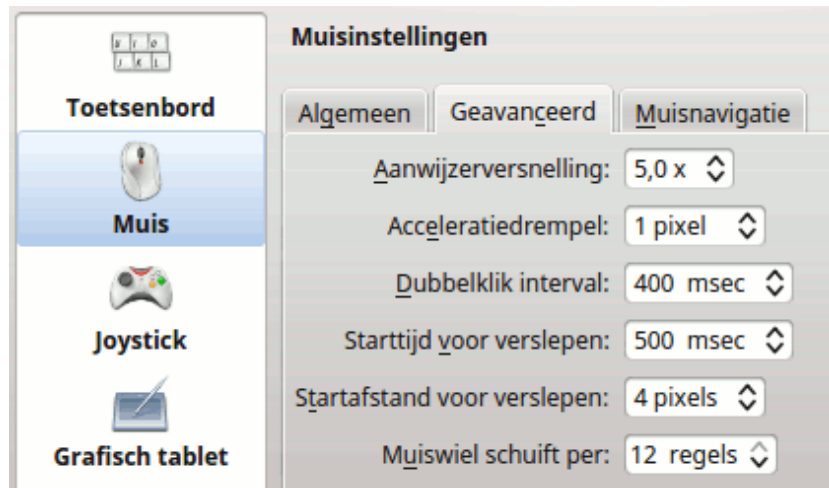 Toetsenbord
Muis
Joystick
Grafisch tablet
Muisinstellingen
Algemeen
Geavanceerd
Muisnavigatie
Aanwijzerversnelling: 5,0 x
Acceleratiedrempel: 1 pixel
Dubbelklik interval: 400 msec
Starttijd voor verslepen: 500 msec
Startafstand voor verslepen: 4 pixels
Muiswiel schuift per: 12 regels